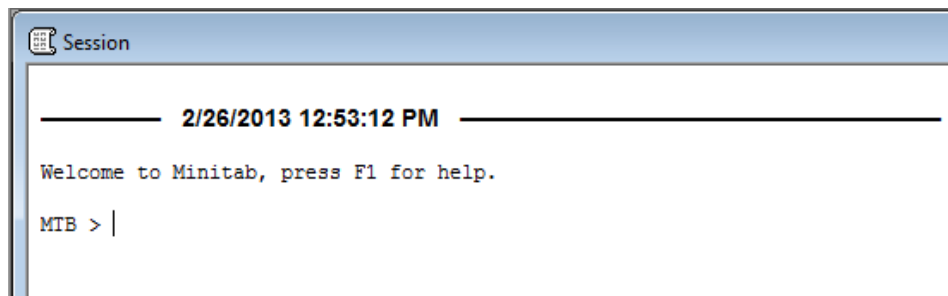 Session
2/26/2013 12:53:12 PM
Welcome to Minitab, press F1 for help.
MTB >